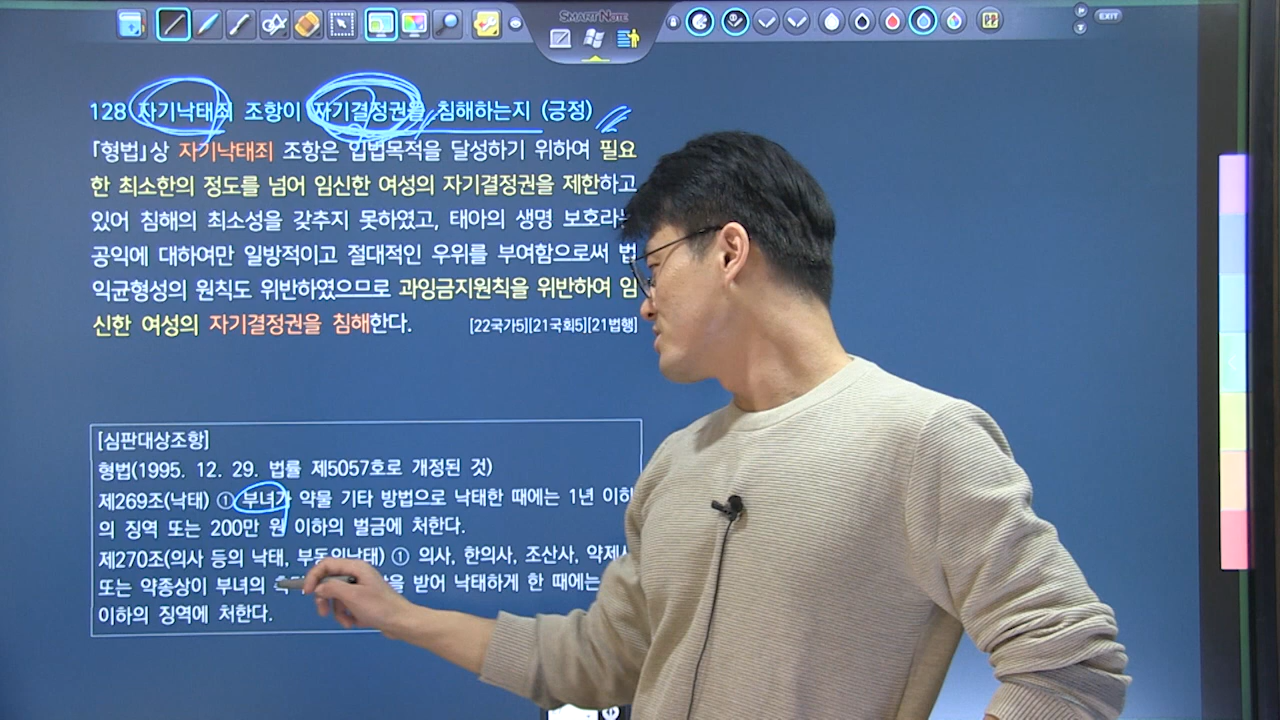 SMARTNOTE
EXIT
128 자기낙태죄 조항이 자기결정권을 침해하는지 (긍정)
「형법」상 자기낙태죄 조항은 입법목적을 달성하기 위하여 필요
한 최소한의 정도를 넘어 임신한 여성의 자기결정권을 제한하고
있어 침해의 최소성을 갖추지 못하였고, 태아의 생명 보호라는
공익에 대하여만 일방적이고 절대적인 우위를 부여함으로써 법
익균형성의 원칙도 위반하였으므로 과잉금지원칙을 위반하여 임
신한 여성의 자기결정권을 침해한다. [22국가5][21국회5][21법행]
[심판대상조항]
형법(1995. 12. 29. 법률 제5057호로 개정된 것)
제269조(낙태) ① 부녀가 약물 기타 방법으로 낙태한 때에는 1년 이하
의 징역 또는 200만 원 이하의 벌금에 처한다.
제270조(의사 등의 낙태, 부동의낙태) ① 의사, 한의사, 조산사, 약제사
또는 약종상이 부녀의 받아 낙태하게 한 때에는
이하의 징역에 처한다.